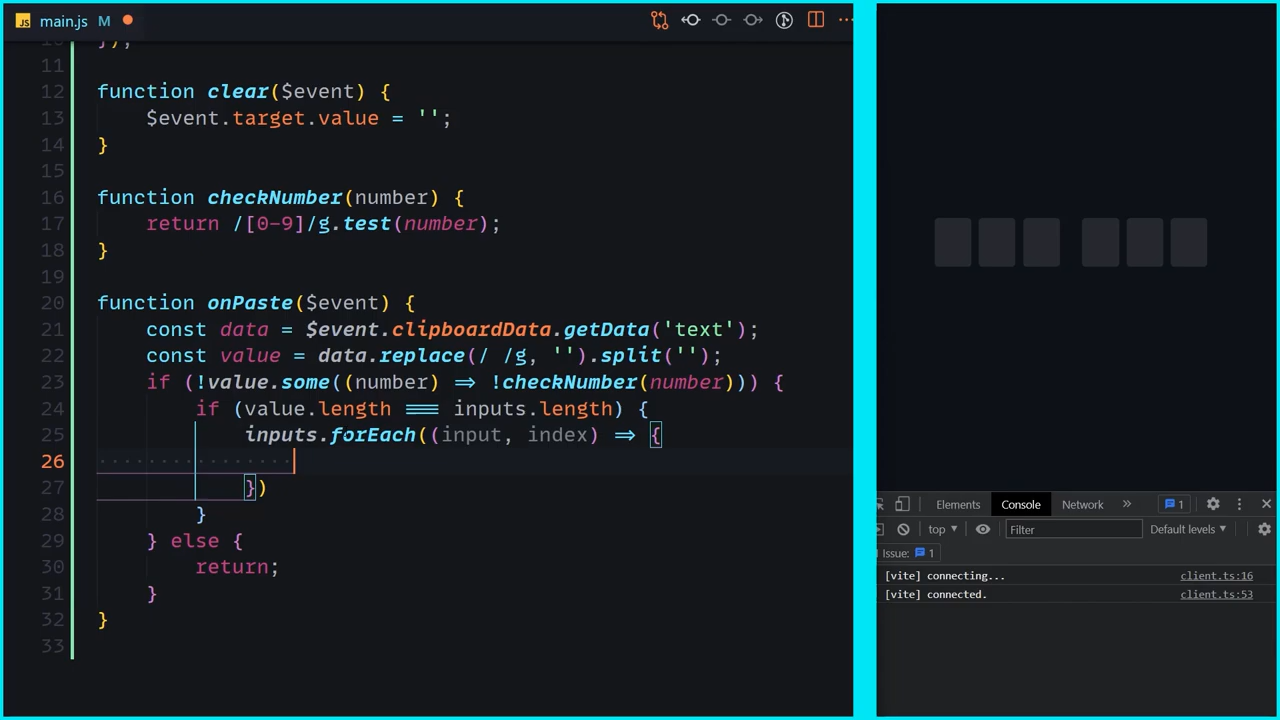 JS main.js M
10 });
11
12 function clear($event) {
13 $event.target.value = '';
14 }
15
16 function checkNumber(number) {
17 return /[0-9]/g.test(number);
18 }
19
20 function onPaste($event) {
21 const data = $event.clipboardData.getData('text');
22 const value = data.replace(/ /g, '').split('');
23 if (!value.some((number) => !checkNumber(number))) {
24 if (value.length === inputs.length) {
25 inputs.forEach((input, index) => {
26
27 })
28 }
29 } else {
30 return;
31 }
32 }
33
Elements Console Network » 1
top Filter Default levels
Issue: 1
[vite] connecting... client.ts:16
[vite] connected. client.ts:53